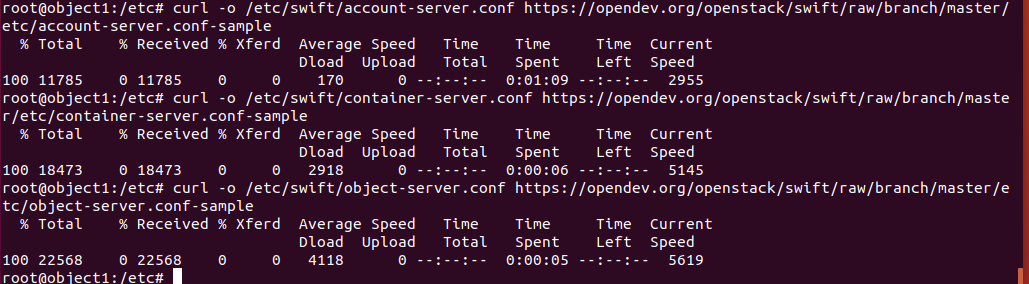 root@object1:/etc# curl -o /etc/swift/account-server.conf https://opendev.org/openstack/swift/raw/branch/master/
etc/account-server.conf-sample
  % Total    % Received % Xferd  Average Speed   Time    Time     Time  Current
                                 Dload  Upload   Total   Spent    Left  Speed
100 11785    0 11785    0     0    170      0 --:--:--  0:01:09 --:--:--  2955
root@object1:/etc# curl -o /etc/swift/container-server.conf https://opendev.org/openstack/swift/raw/branch/maste
r/etc/container-server.conf-sample
  % Total    % Received % Xferd  Average Speed   Time    Time     Time  Current
                                 Dload  Upload   Total   Spent    Left  Speed
100 18473    0 18473    0     0   2918      0 --:--:--  0:00:06 --:--:--  5145
root@object1:/etc# curl -o /etc/swift/object-server.conf https://opendev.org/openstack/swift/raw/branch/master/e
tc/object-server.conf-sample
  % Total    % Received % Xferd  Average Speed   Time    Time     Time  Current
                                 Dload  Upload   Total   Spent    Left  Speed
100 22568    0 22568    0     0   4118      0 --:--:--  0:00:05 --:--:--  5619
root@object1:/etc#